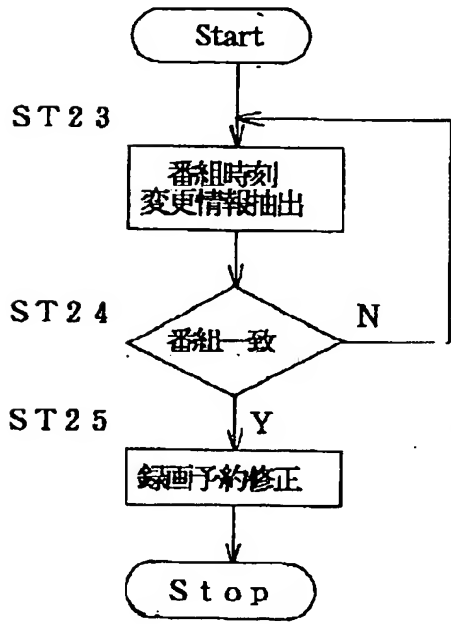 Start
ST23
番組時刻
変更情報抽出
ST24
番組一致
N
ST25
Y
録画予約修正
Stop